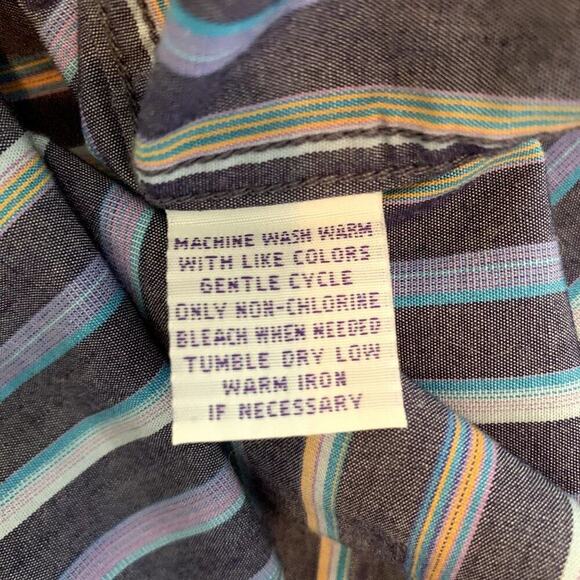 MACHINE WASH WARM
WITH LIKE COLORS
GENTLE CYCLE
ONLY NON-CHLORINE
BLEACH WHEN NEEDED
TUMBLE DRY LOW
WARM IRON
IF NECESSARY